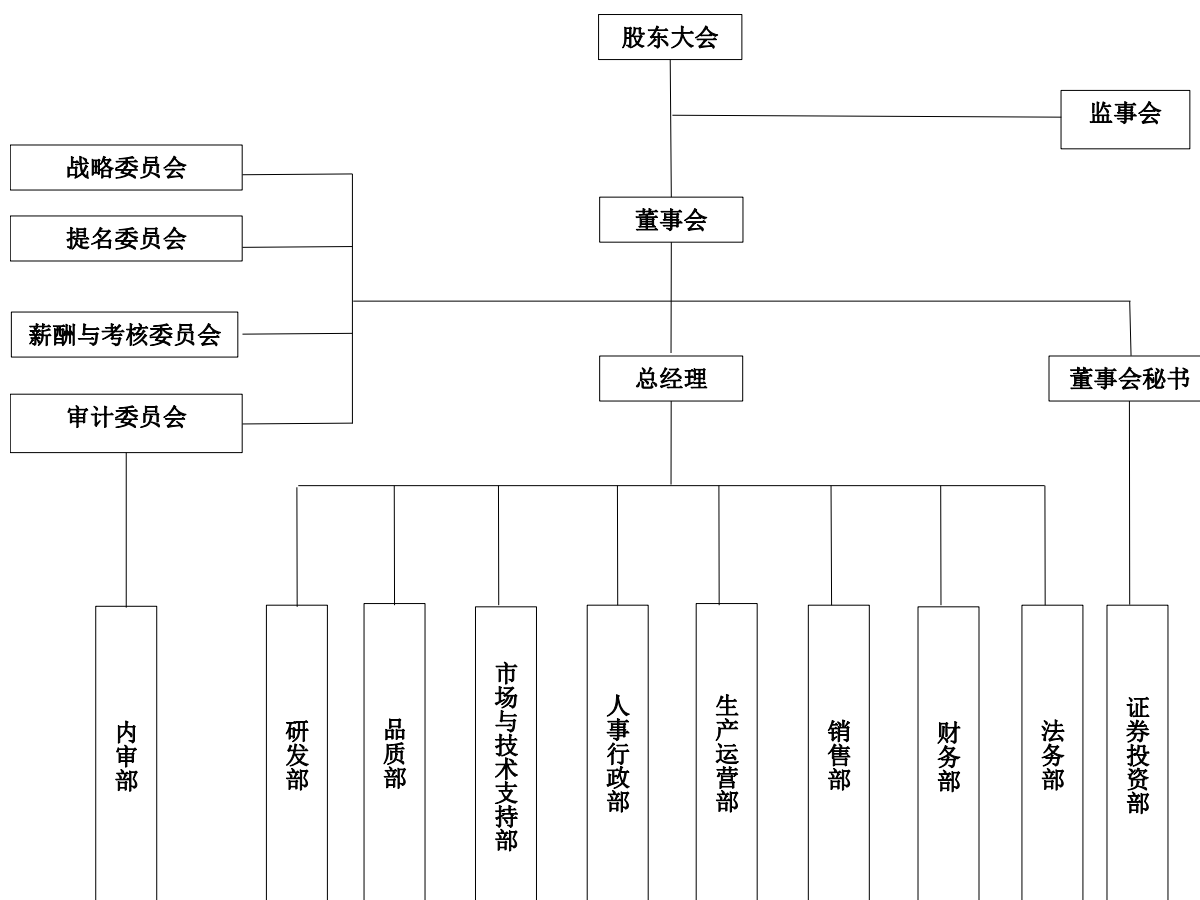 股东大会
监事会
战略委员会
提名委员会
董事会
薪酬与考核委员会
总经理
董事会秘书
审计委员会
内审部
研发部
品质部
市场与技术支持部
人事行政部
生产运营部
销售部
财务部
法务部
证券投资部